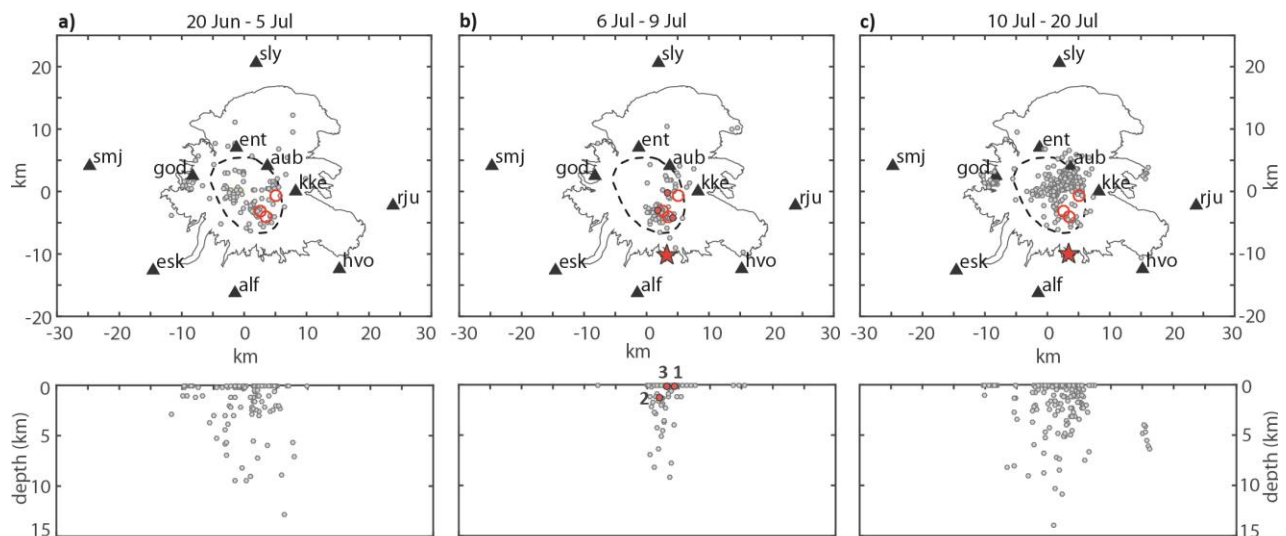 a) 20 Jun - 5 Jul
b) 6 Jul - 9 Jul
c) 10 Jul - 20 Jul
km
20
10
0
-10
-20
sly
ent
aub
smj
god
kke
rju
esk
hvo
alf
-30 -20 -10 0 10 20 30
km
sly
ent
aub
smj
god
kke
rju
esk
hvo
alf
-30 -20 -10 0 10 20 30
km
sly
ent
aub
smj
god
kke
rju
esk
hvo
alf
-30 -20 -10 0 10 20 30
km
20
10
0
-10
-20
km
depth (km)
0
5
10
15
3 1
2
0
5
10
15
depth (km)